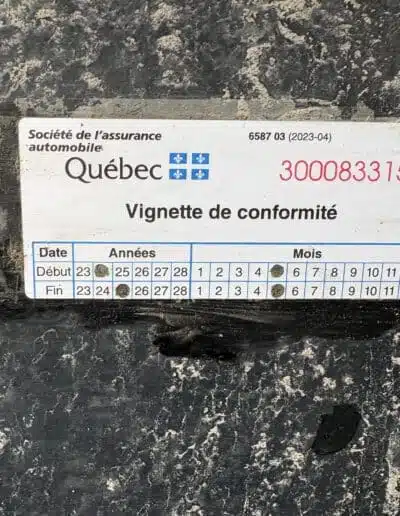 Société de l'assurance
automobile
6587 03 (2023-04)
Québec
300083315
Vignette de conformité
Date Années Mois
Début 23 25 26 27 28 1 2 3 4 6 7 8 9 10 11
Fin 23 24 26 27 28 1 2 3 4 6 7 8 9 10 11